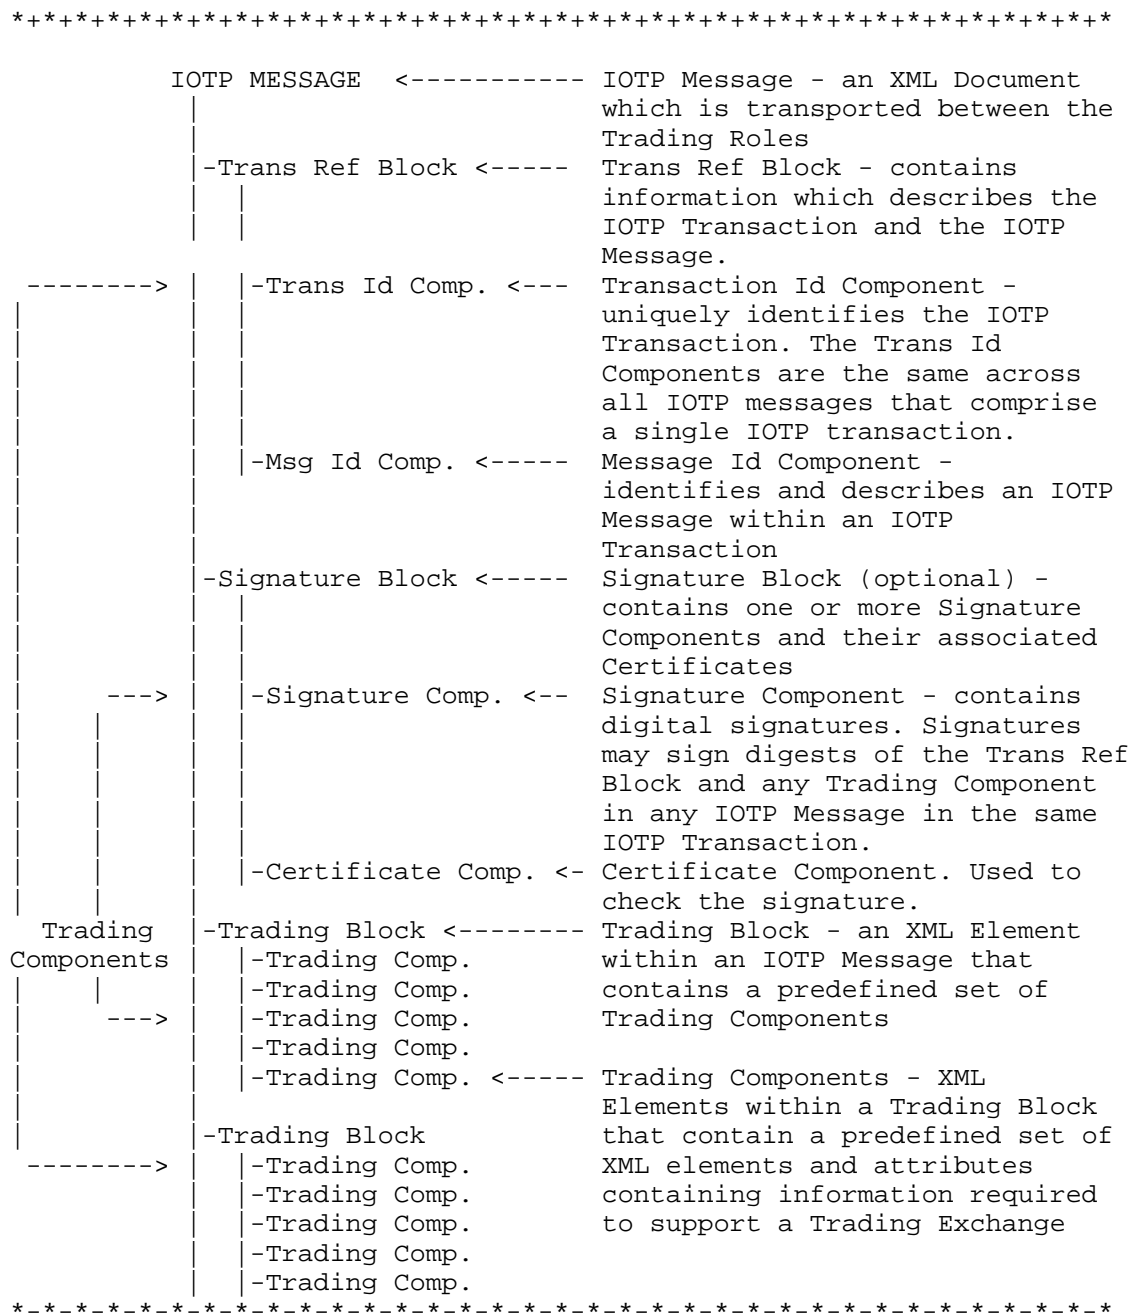 *+*+*+*+*+*+*+*+*+*+*+*+*+*+*+*+*+*+*+*+*+*+*+*+*+*+*+*+*+*+*+*+*+*+*
IOTP MESSAGE <----------- IOTP Message - an XML Document
| which is transported between the
| Trading Roles
|-Trans Ref Block <----- Trans Ref Block - contains
| | information which describes the
| | IOTP Transaction and the IOTP
Message.
--------> | |-Trans Id Comp. <--- Transaction Id Component -
| | | uniquely identifies the IOTP
| | | Transaction. The Trans Id
| | | Components are the same across
| | | all IOTP messages that comprise
| | | a single IOTP transaction.
| | |-Msg Id Comp. <----- Message Id Component -
| | identifies and describes an IOTP
| | Message within an IOTP
| | Transaction
| |-Signature Block <----- Signature Block (optional) -
| | | contains one or more Signature
| | | Components and their associated
| | | Certificates
| ---> | |-Signature Comp. <-- Signature Component - contains
| | | | digital signatures. Signatures
| | | | may sign digests of the Trans Ref
| | | | Block and any Trading Component
| | | | in any IOTP Message in the same
| | | | IOTP Transaction.
| | | |-Certificate Comp. <- Certificate Component. Used to
| | | check the signature.
Trading |-Trading Block <-------- Trading Block - an XML Element
Components | |-Trading Comp. within an IOTP Message that
| | | |-Trading Comp. contains a predefined set of
| ---> | |-Trading Comp. Trading Components
| | |-Trading Comp.
| | |-Trading Comp. <----- Trading Components - XML
| | Elements within a Trading Block
| |-Trading Block that contain a predefined set of
--------> | |-Trading Comp. XML elements and attributes
| |-Trading Comp. containing information required
| |-Trading Comp. to support a Trading Exchange
| |-Trading Comp.
| |-Trading Comp.
*-*-*-*-*-*-*-*-*-*-*-*-*-*-*-*-*-*-*-*-*-*-*-*-*-*-*-*-*-*-*-*-*-*-*